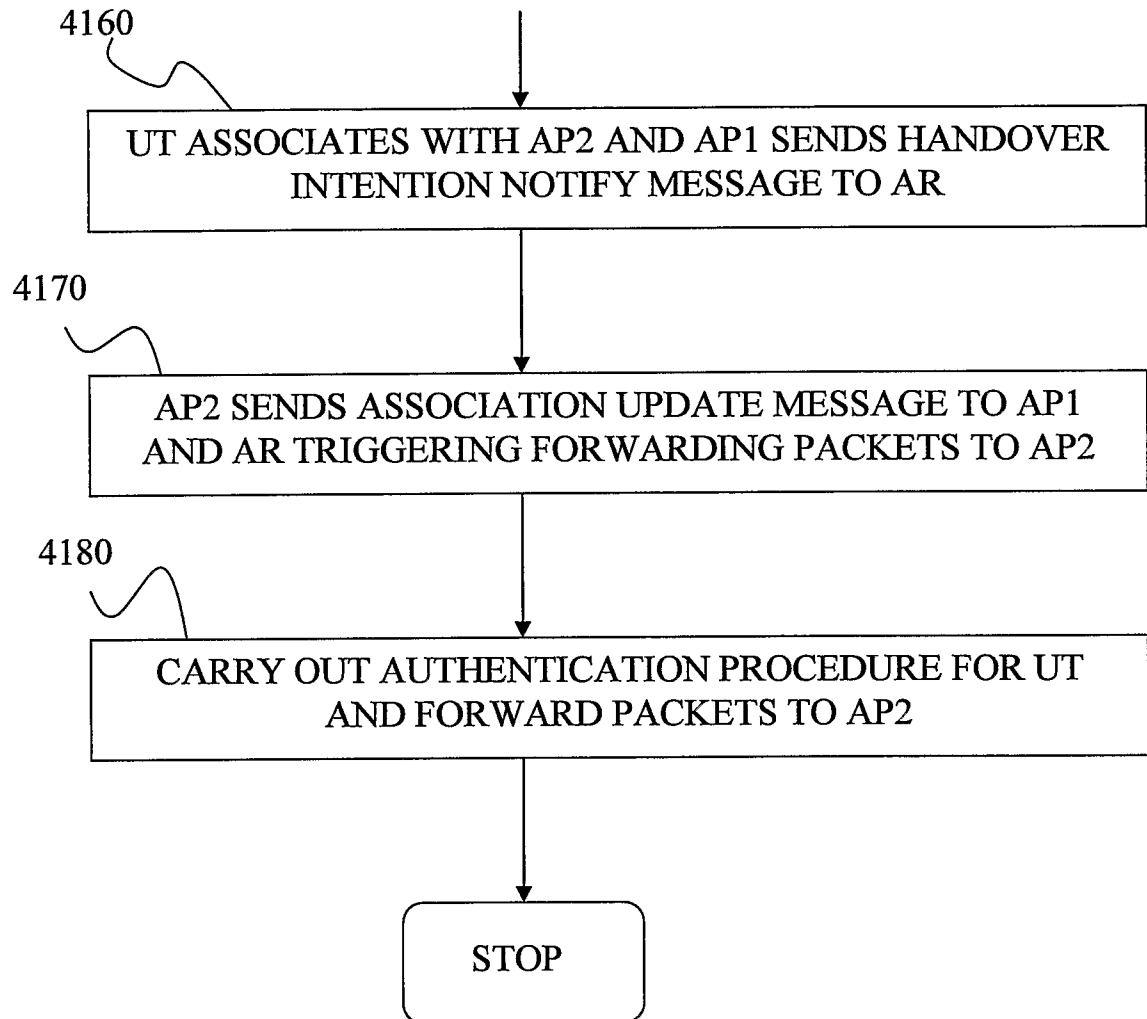 4160
UT ASSOCIATES WITH AP2 AND AP1 SENDS HANDOVER
INTENTION NOTIFY MESSAGE TO AR
4170
AP2 SENDS ASSOCIATION UPDATE MESSAGE TO AP1
AND AR TRIGGERING FORWARDING PACKETS TO AP2
4180
CARRY OUT AUTHENTICATION PROCEDURE FOR UT
AND FORWARD PACKETS TO AP2
STOP